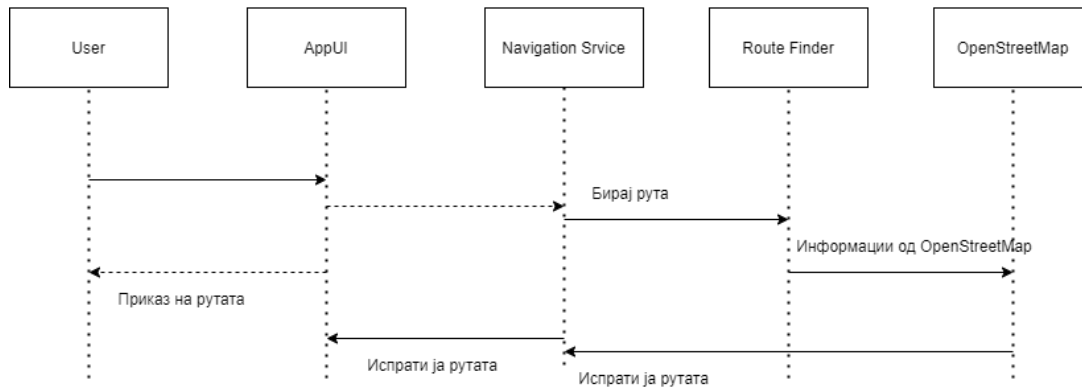 User
AppUI
Navigation Srvice
Route Finder
OpenStreetMap
Бирај рута
Информации од OpenStreetMap
Приказ на рутата
Испрати ја рутата
Испрати ја рутата